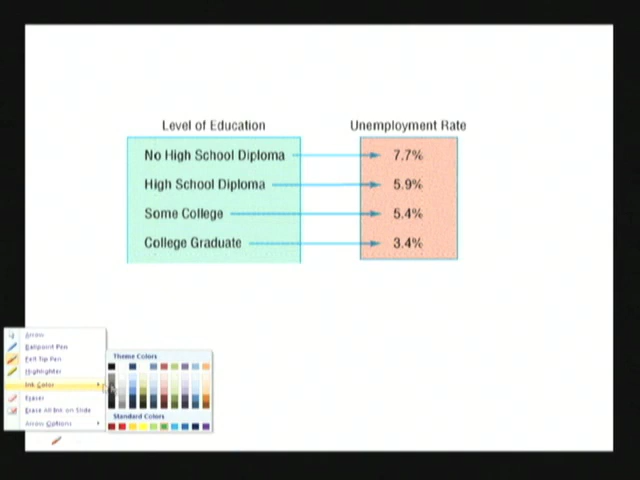 Level of Education Unemployment Rate
No High School Diploma 7.7%
High School Diploma 5.9%
Some College 5.4%
College Graduate 3.4%
Arrow
Ballpoint Pen
Felt Tip Pen
Highlighter
Ink Color
Eraser
Erase All Ink on Slide
Arrow Options
Theme Colors
Standard Colors